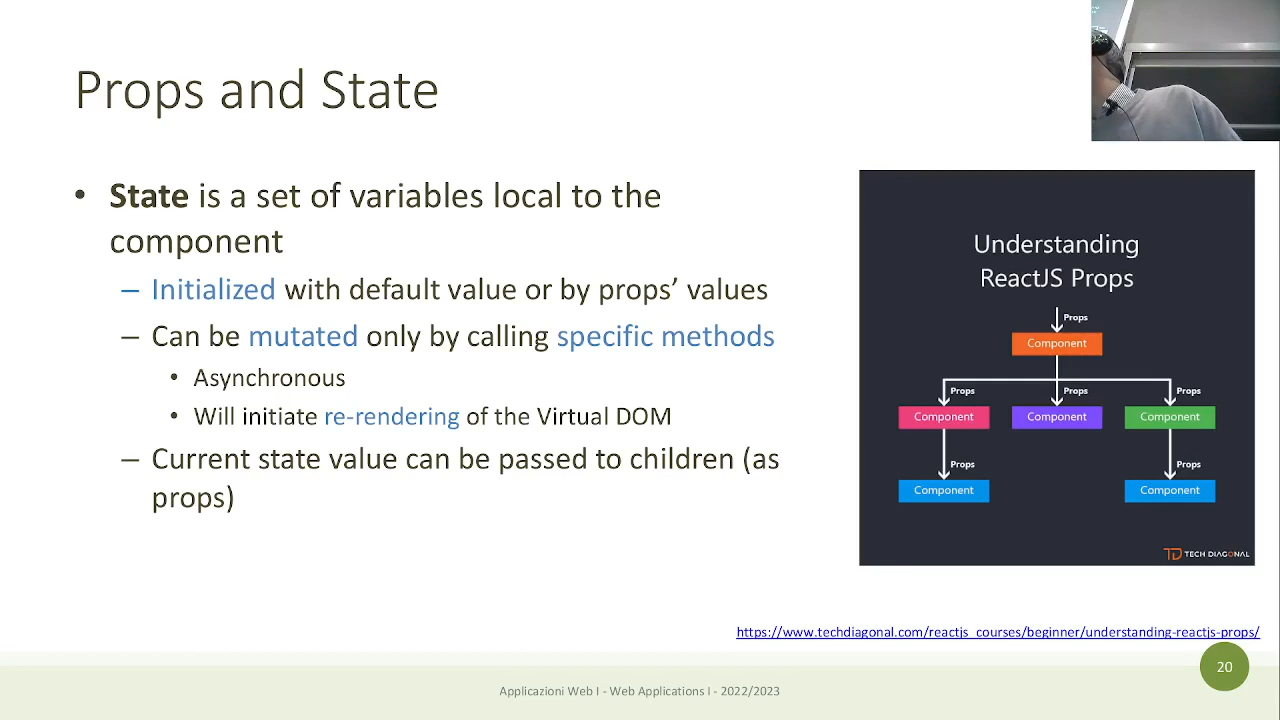 Props and State
• State is a set of variables local to the
component
– Initialized with default value or by props’ values
– Can be mutated only by calling specific methods
• Asynchronous
• Will initiate re-rendering of the Virtual DOM
– Current state value can be passed to children (as
props)
Understanding
ReactJS Props
Props
Component
Props Props Props
Component Component Component
Props Props
Component Component
TD TECH DIAGONAL
https://www.techdiagonal.com/reactjs_courses/beginner/understanding-reactjs-props/
20
Applicazioni Web I - Web Applications I - 2022/2023